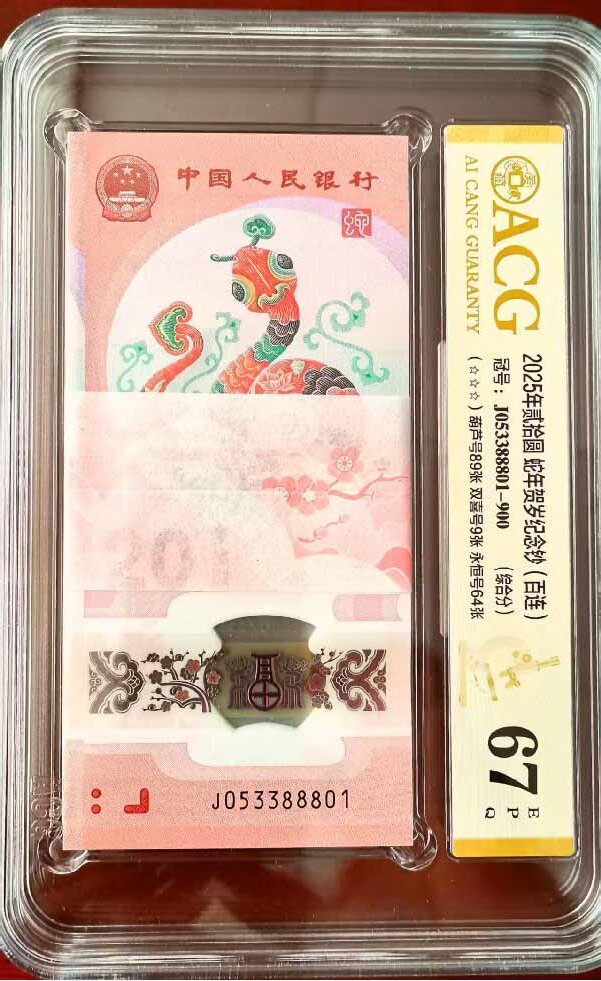 中国人民银行
蛇
J053388801
ACG
AI CANG GUARANTY
2025年贰拾圆 蛇年贺岁纪念钞（百连）
冠号：J053388801-900 （综合分）
（☆☆☆）葫芦号89张 双喜号9张 永恒号64张
67 E
P
Q